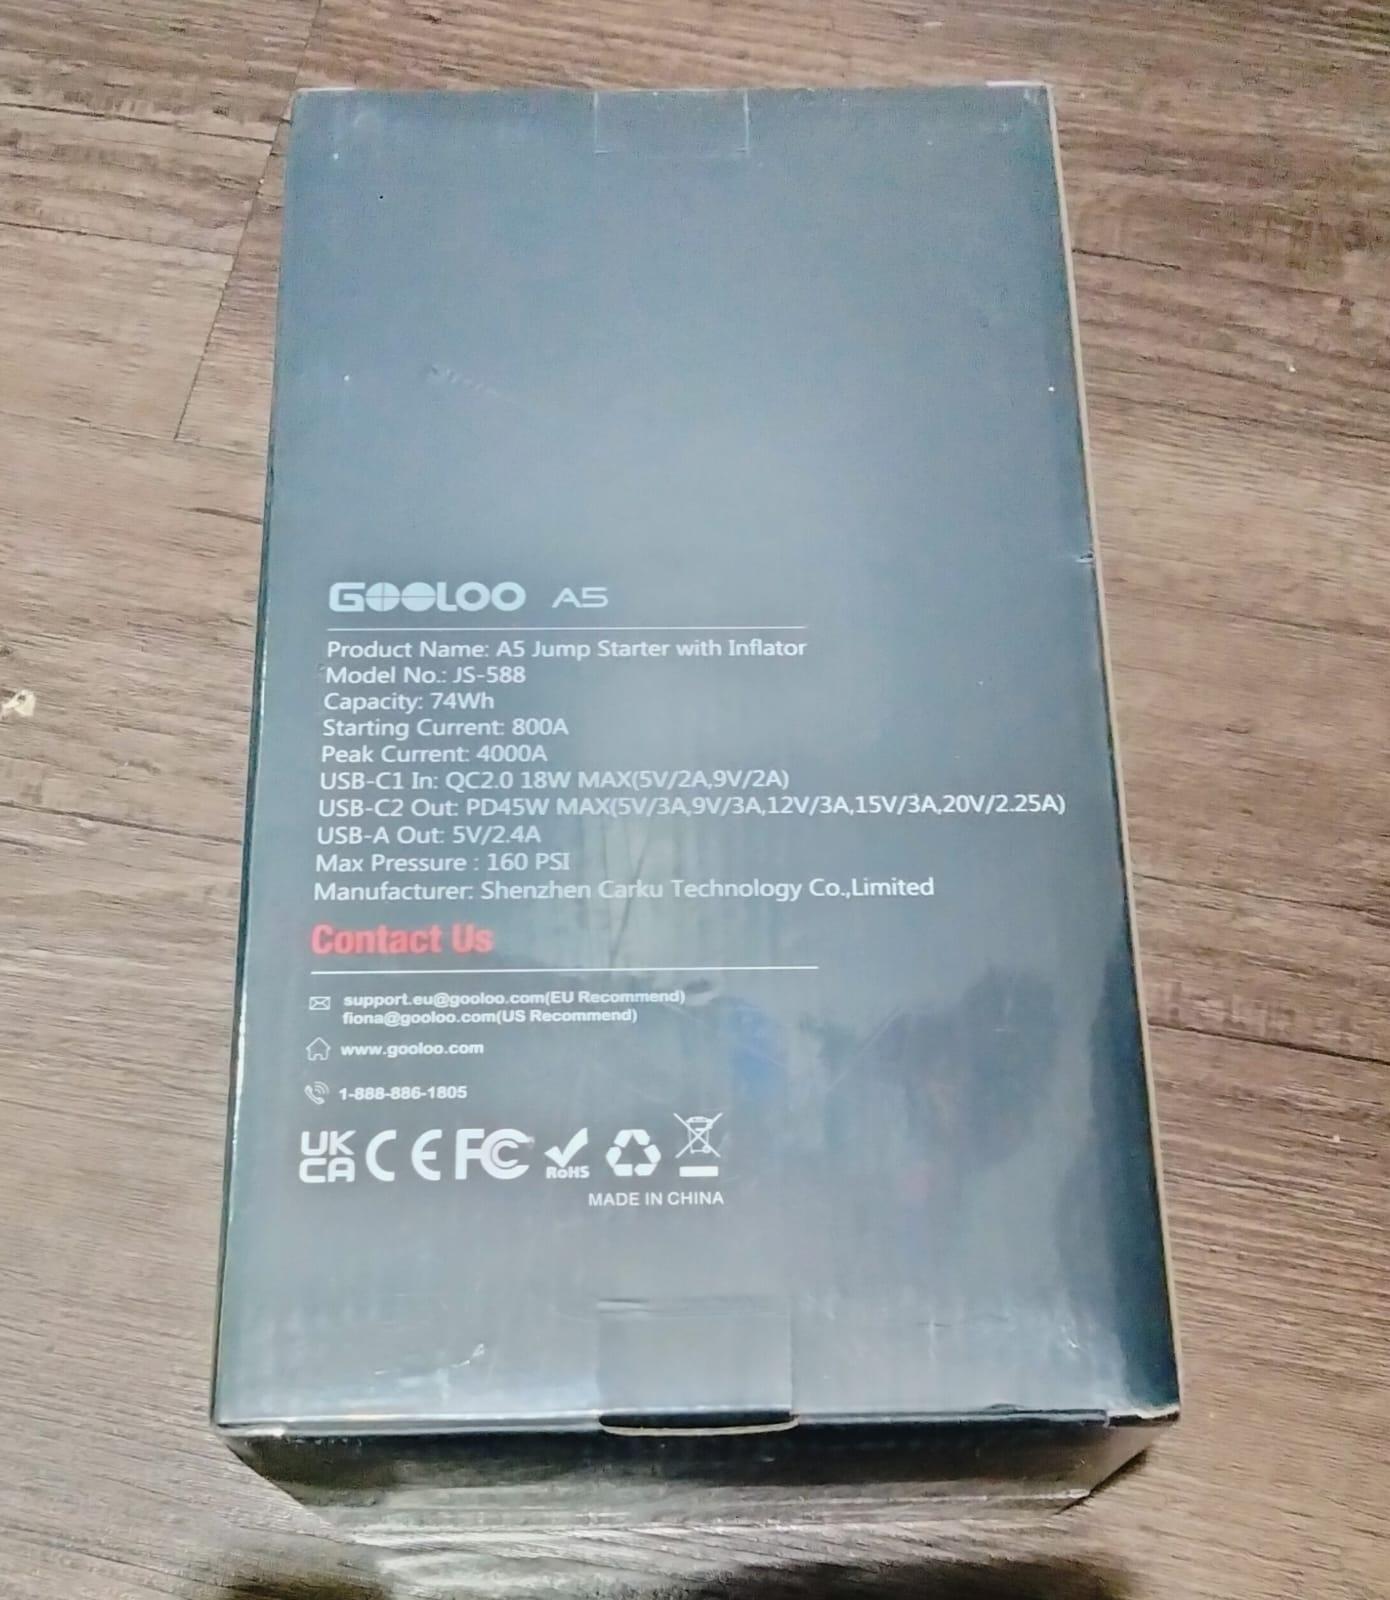 GOOLOO A5
Product Name: A5 Jump Starter with Inflator
Model No.: JS-588
Capacity: 74Wh
Starting Current: 800A
Peak Current: 4000A
USB-C1 In: QC2.0 18W MAX(5V/2A,9V/2A)
USB-C2 Out: PD45W MAX(5V/3A,9V/3A,12V/3A,15V/3A,20V/2.25A)
USB-A Out: 5V/2.4A
Max Pressure : 160 PSI
Manufacturer: Shenzhen Carku Technology Co.,Limited
Contact Us
support.eu@gooloo.com(EU Recommend)
fiona@gooloo.com(US Recommend)
www.gooloo.com
1-888-886-1805
UK CA CE FC RoHS
MADE IN CHINA